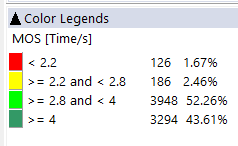 Color Legends
MOS [Time/s]
< 2.2 126 1.67%
>= 2.2 and < 2.8 186 2.46%
>= 2.8 and < 4 3948 52.26%
>= 4 3294 43.61%